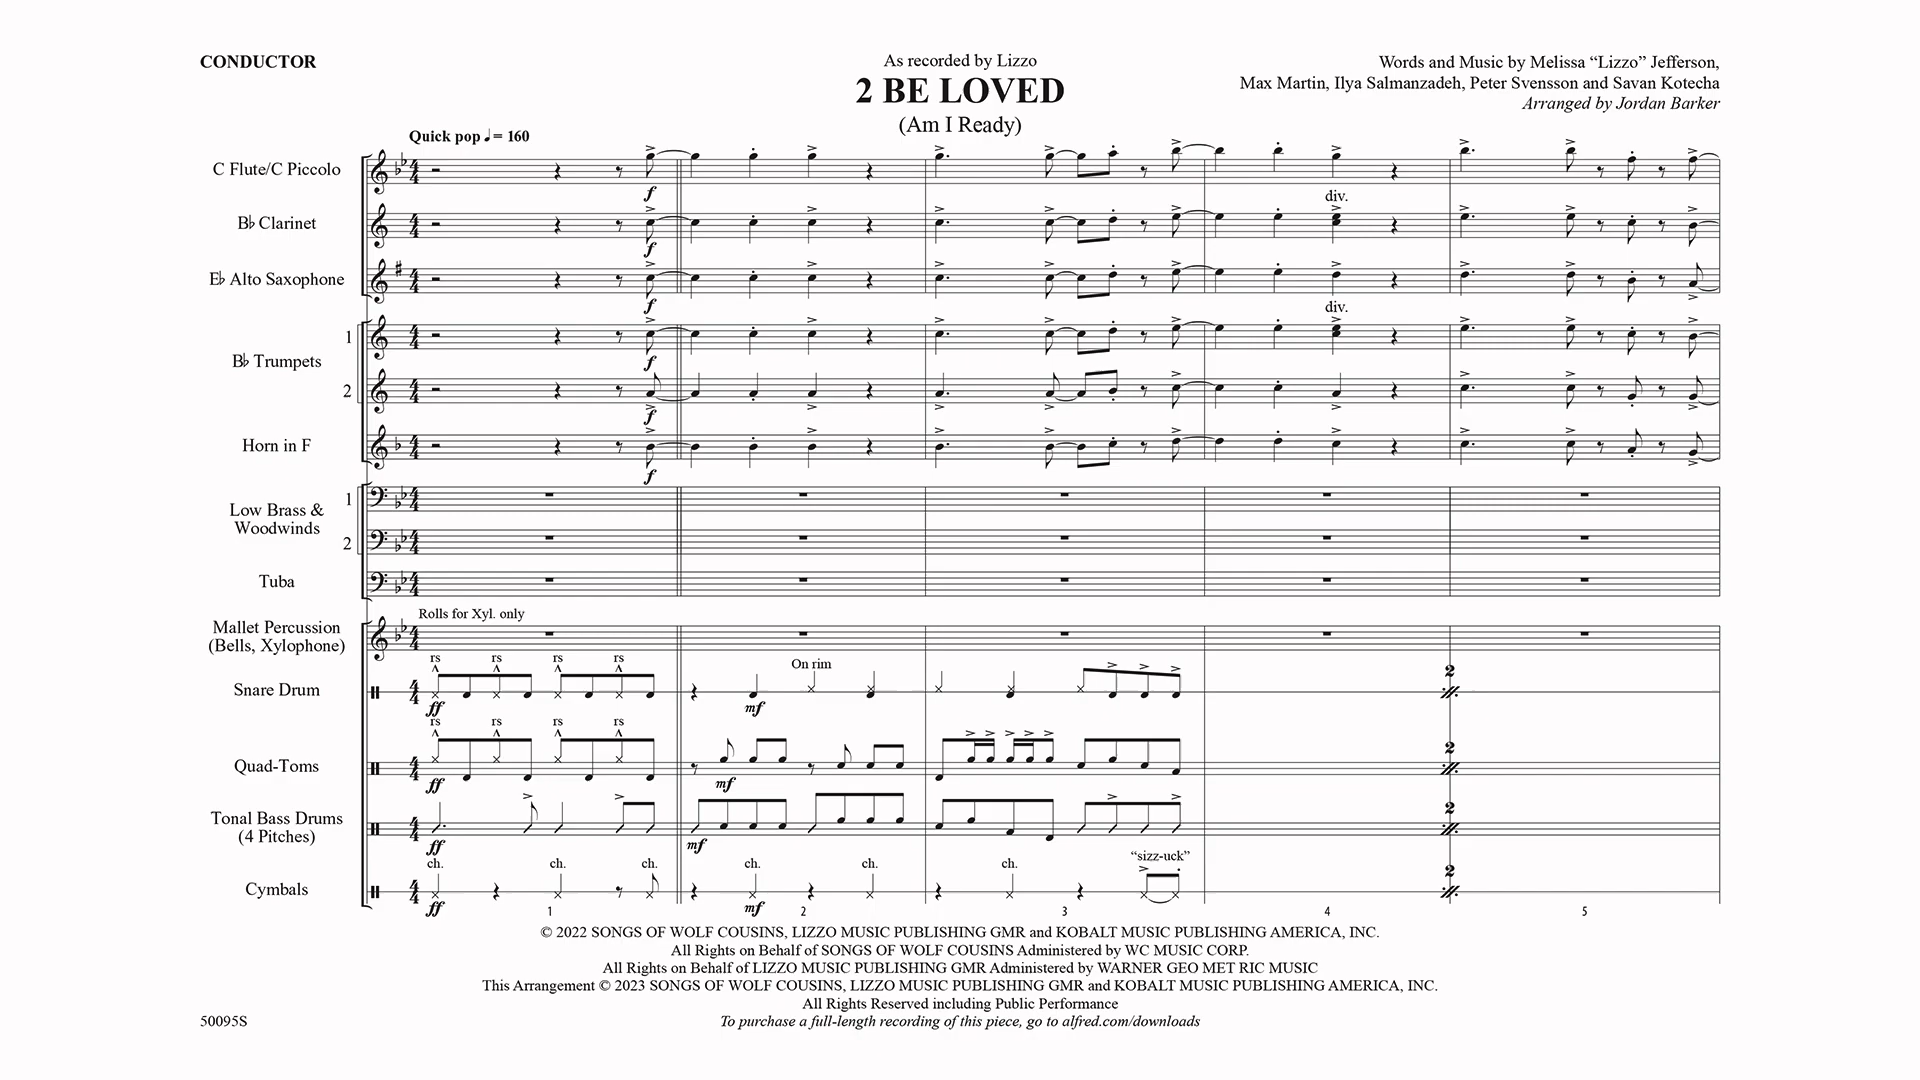 CONDUCTOR
As recorded by Lizzo
2 BE LOVED
(Am I Ready)
Words and Music by Melissa “Lizzo” Jefferson,
Max Martin, Ilya Salmanzadeh, Peter Svensson and Savan Kotecha
Arranged by Jordan Barker
Quick pop ♩ = 160
C Flute/C Piccolo
f
div.
B♭ Clarinet
f
E♭ Alto Saxophone
f
div.
1
B♭ Trumpets
f
2
f
Horn in F
f
1
Low Brass &
Woodwinds
2
Tuba
Rolls for Xyl. only
Mallet Percussion
(Bells, Xylophone)
rs rs rs rs
On rim
2
Snare Drum
ff mf
rs rs rs rs
2
Quad-Toms
ff mf
2
Tonal Bass Drums
(4 Pitches)
ff mf
ch. ch. ch. ch. ch. ch. “sizz-uck”
2
Cymbals
ff mf
1 2 3 4 5
© 2022 SONGS OF WOLF COUSINS, LIZZO MUSIC PUBLISHING GMR and KOBALT MUSIC PUBLISHING AMERICA, INC.
All Rights on Behalf of SONGS OF WOLF COUSINS Administered by WC MUSIC CORP.
All Rights on Behalf of LIZZO MUSIC PUBLISHING GMR Administered by WARNER GEO MET RIC MUSIC
This Arrangement © 2023 SONGS OF WOLF COUSINS, LIZZO MUSIC PUBLISHING GMR and KOBALT MUSIC PUBLISHING AMERICA, INC.
All Rights Reserved including Public Performance
50095S
To purchase a full-length recording of this piece, go to alfred.com/downloads